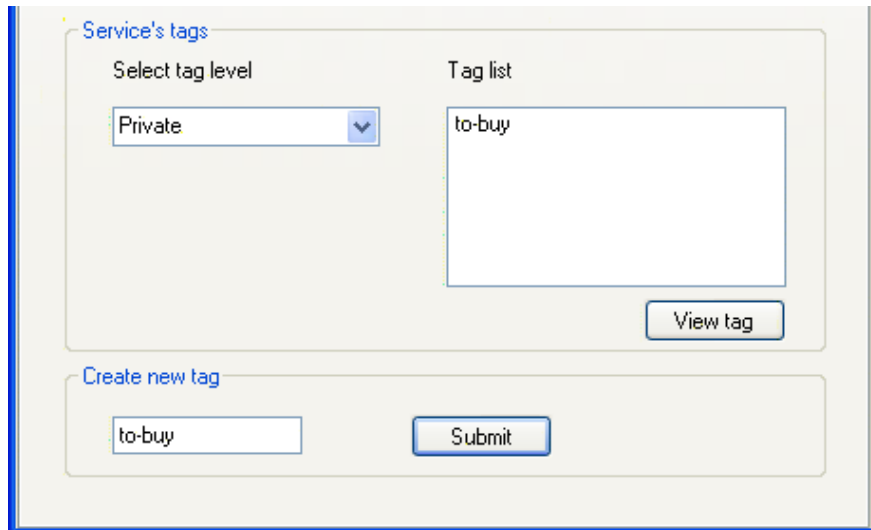 Service's tags
Select tag level
Tag list
Private
to-buy
View tag
Create new tag
to-buy
Submit